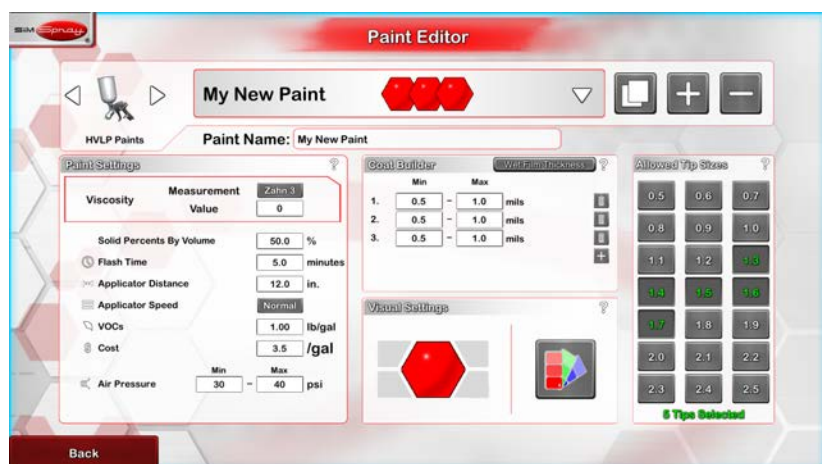 SIM Spray
Paint Editor
My New Paint
HVLP Paints
Paint Name: My New Paint
Paint Settings ?
Viscosity
Measurement Zahn 3
Value 0
Solid Percents By Volume 50.0 %
Flash Time 5.0 minutes
Applicator Distance 12.0 in.
Applicator Speed Normal
VOCs 1.00 lb/gal
Cost 3.5 /gal
Min Max
Air Pressure 30 - 40 psi
Coat Builder Wet Film Thickness ?
Min Max
1. 0.5 - 1.0 mils
2. 0.5 - 1.0 mils
3. 0.5 - 1.0 mils
Visual Settings ?
Allowed Tip Sizes ?
0.5 0.6 0.7
0.8 0.9 1.0
1.1 1.2 1.3
1.4 1.5 1.6
1.7 1.8 1.9
2.0 2.1 2.2
2.3 2.4 2.5
5 Tips Selected
Back